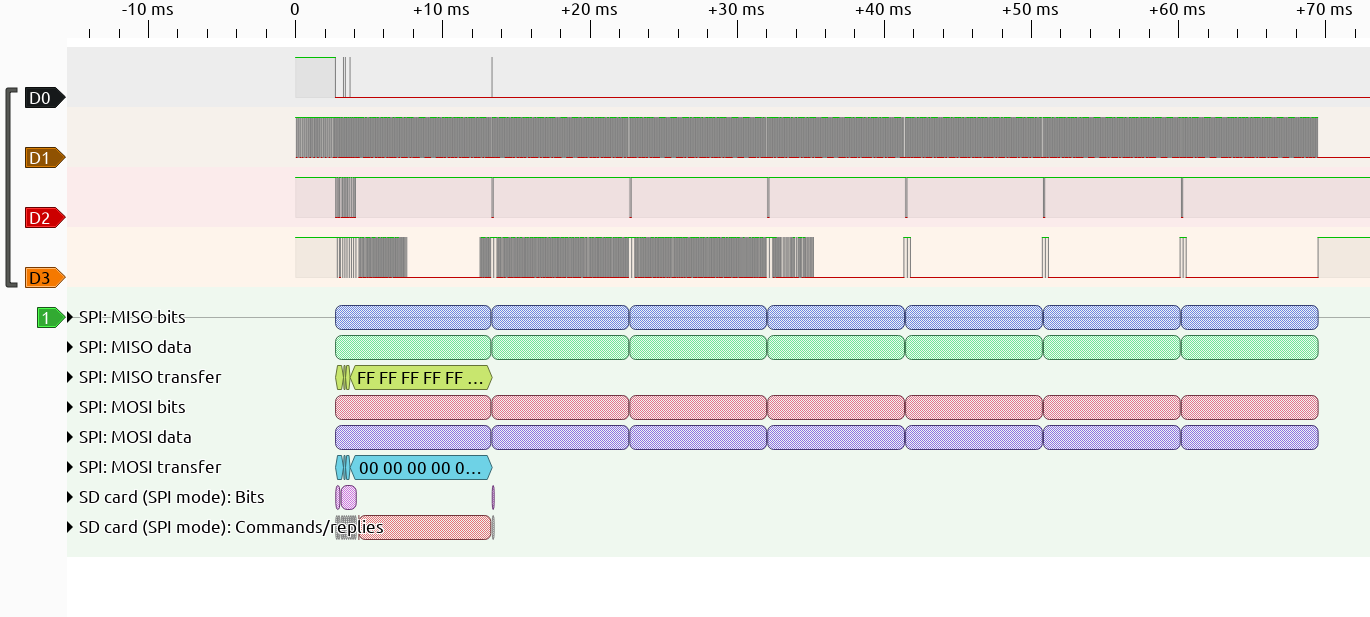 -10 ms 0 +10 ms +20 ms +30 ms +40 ms +50 ms +60 ms +70 ms
D0
D1
D2
D3
1 SPI: MISO bits
SPI: MISO data
SPI: MISO transfer FF FF FF FF FF ...
SPI: MOSI bits
SPI: MOSI data
SPI: MOSI transfer 00 00 00 00 0...
SD card (SPI mode): Bits
SD card (SPI mode): Commands/replies